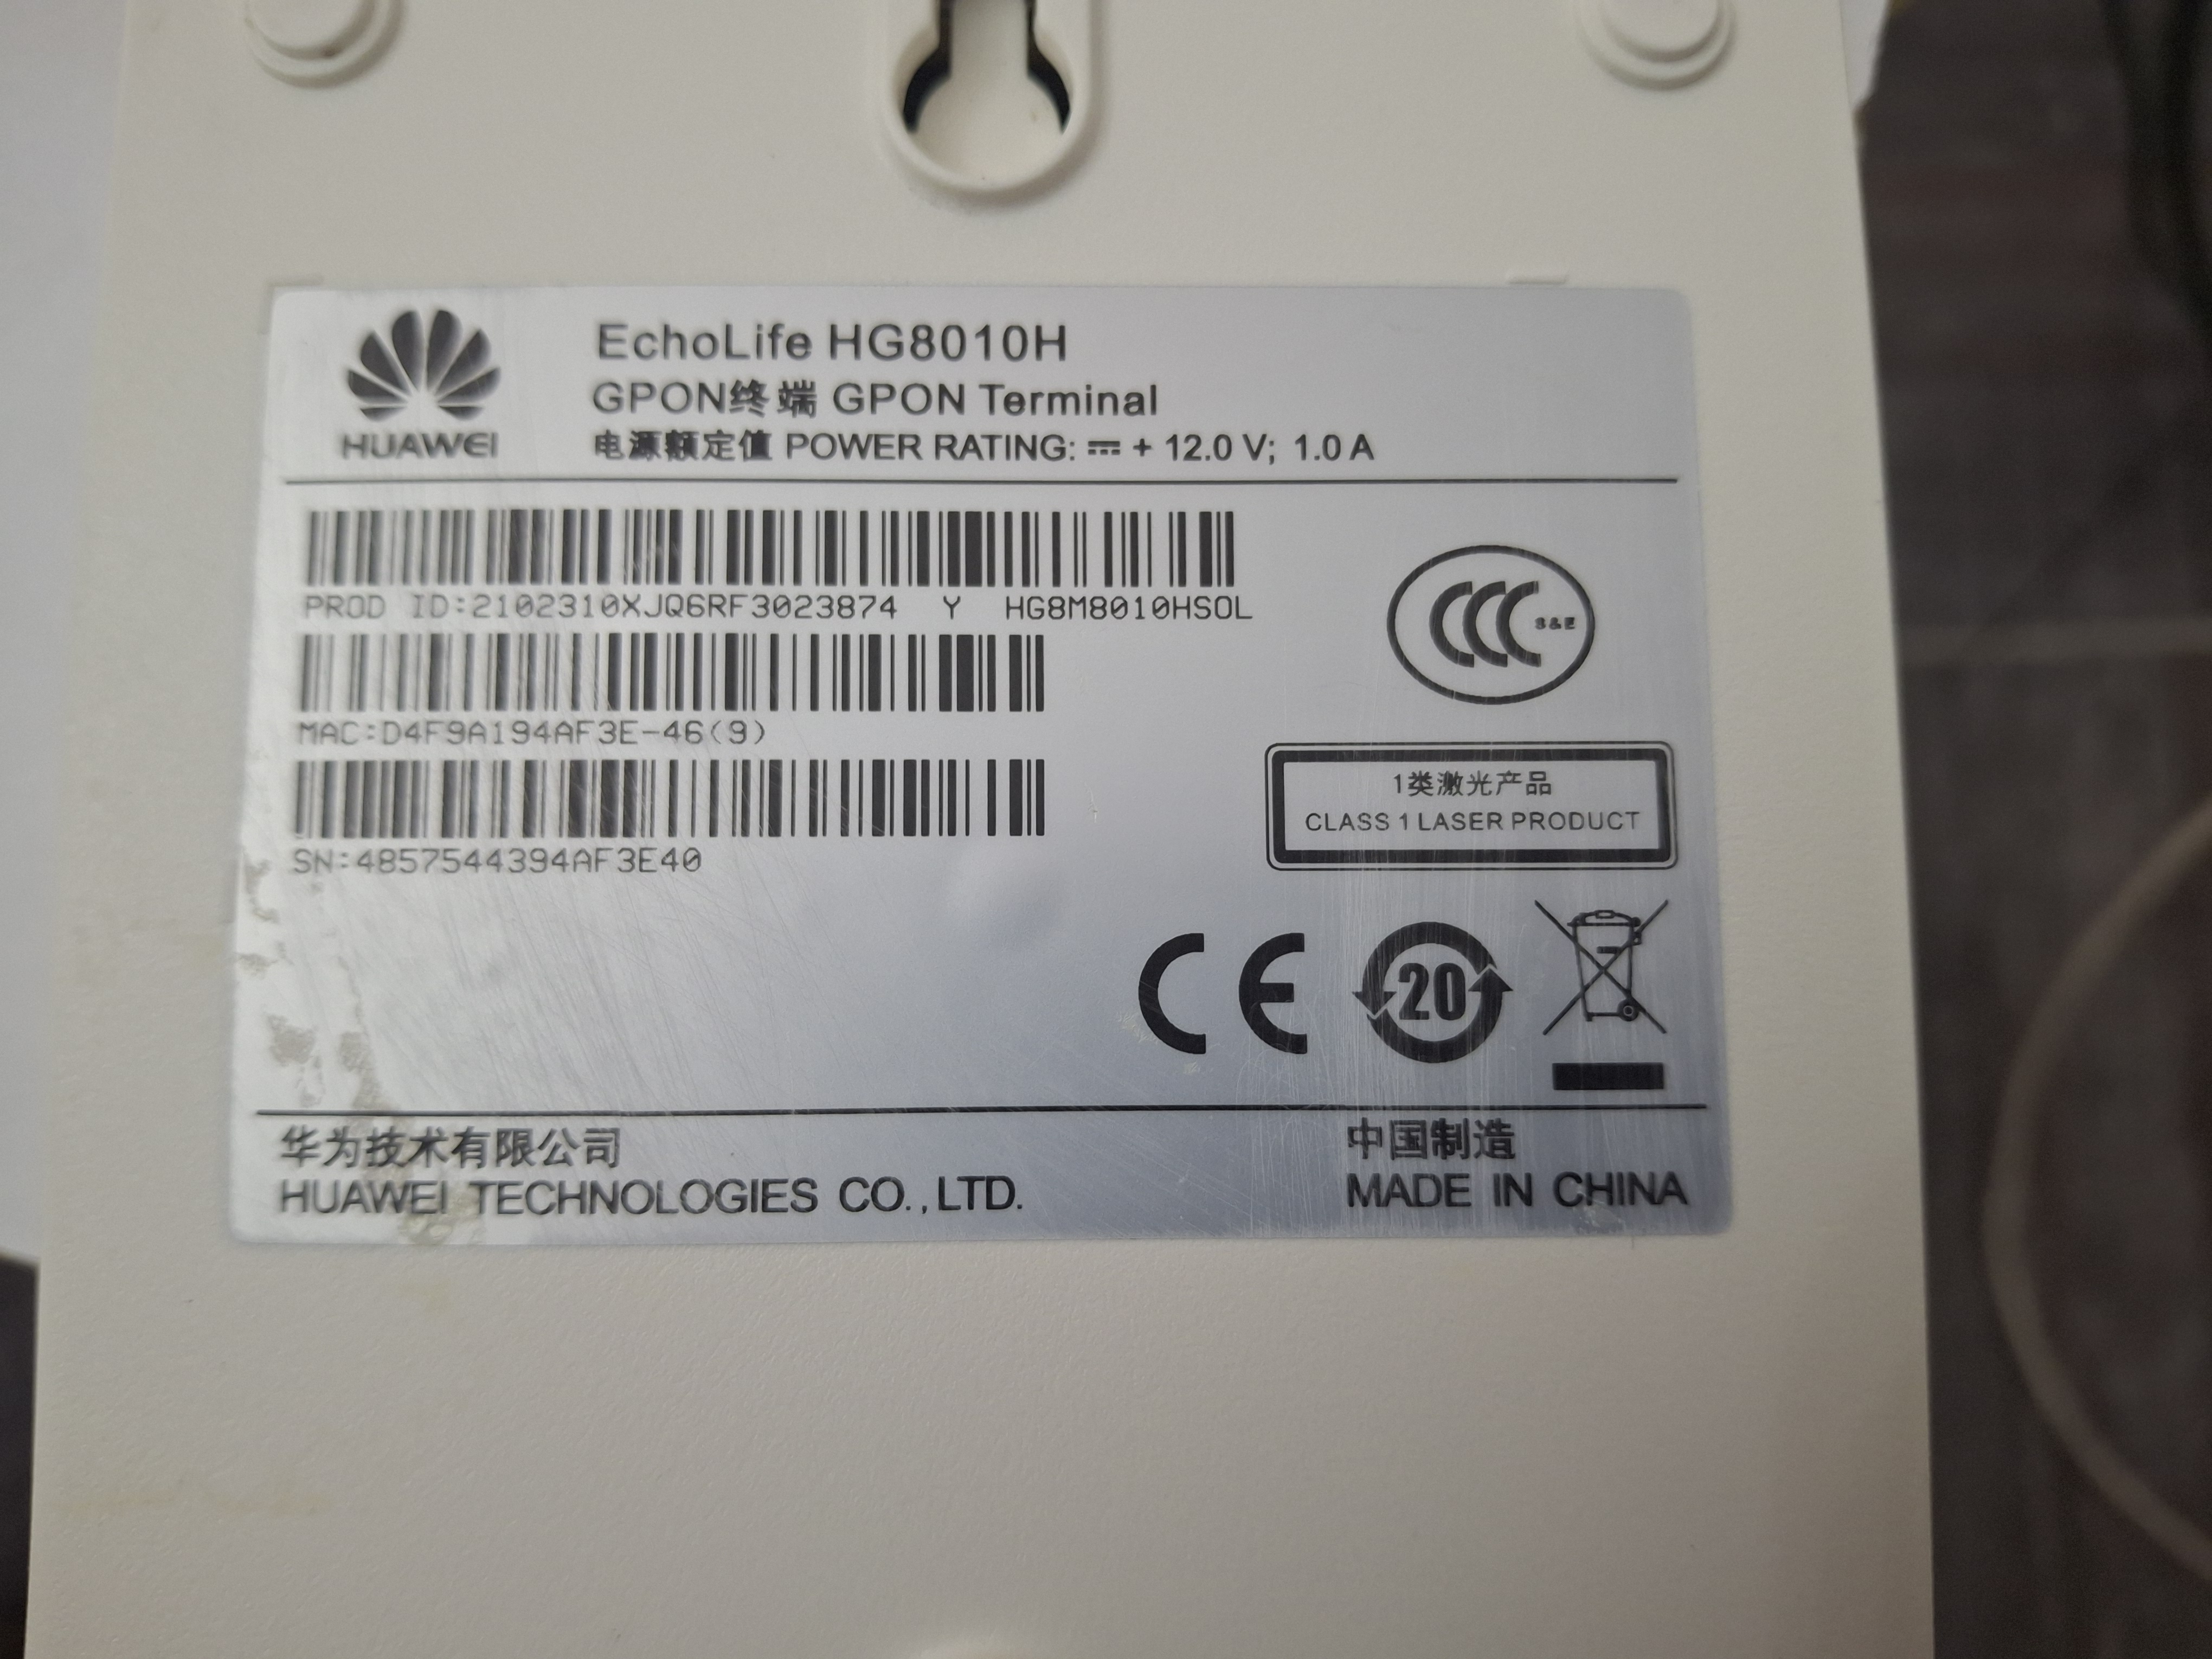 HUAWEI
EchoLife HG8010H
GPON终端 GPON Terminal
电源额定值 POWER RATING: ⎓ + 12.0 V; 1.0 A
PROD ID:2102310XJQ6RF3023874 Y HG8M8010HSOL
MAC:D4F9A194AF3E-46(9)
SN:4857544394AF3E40
CCC S&E
1类激光产品
CLASS 1 LASER PRODUCT
CE
20
华为技术有限公司
HUAWEI TECHNOLOGIES CO.,LTD.
中国制造
MADE IN CHINA